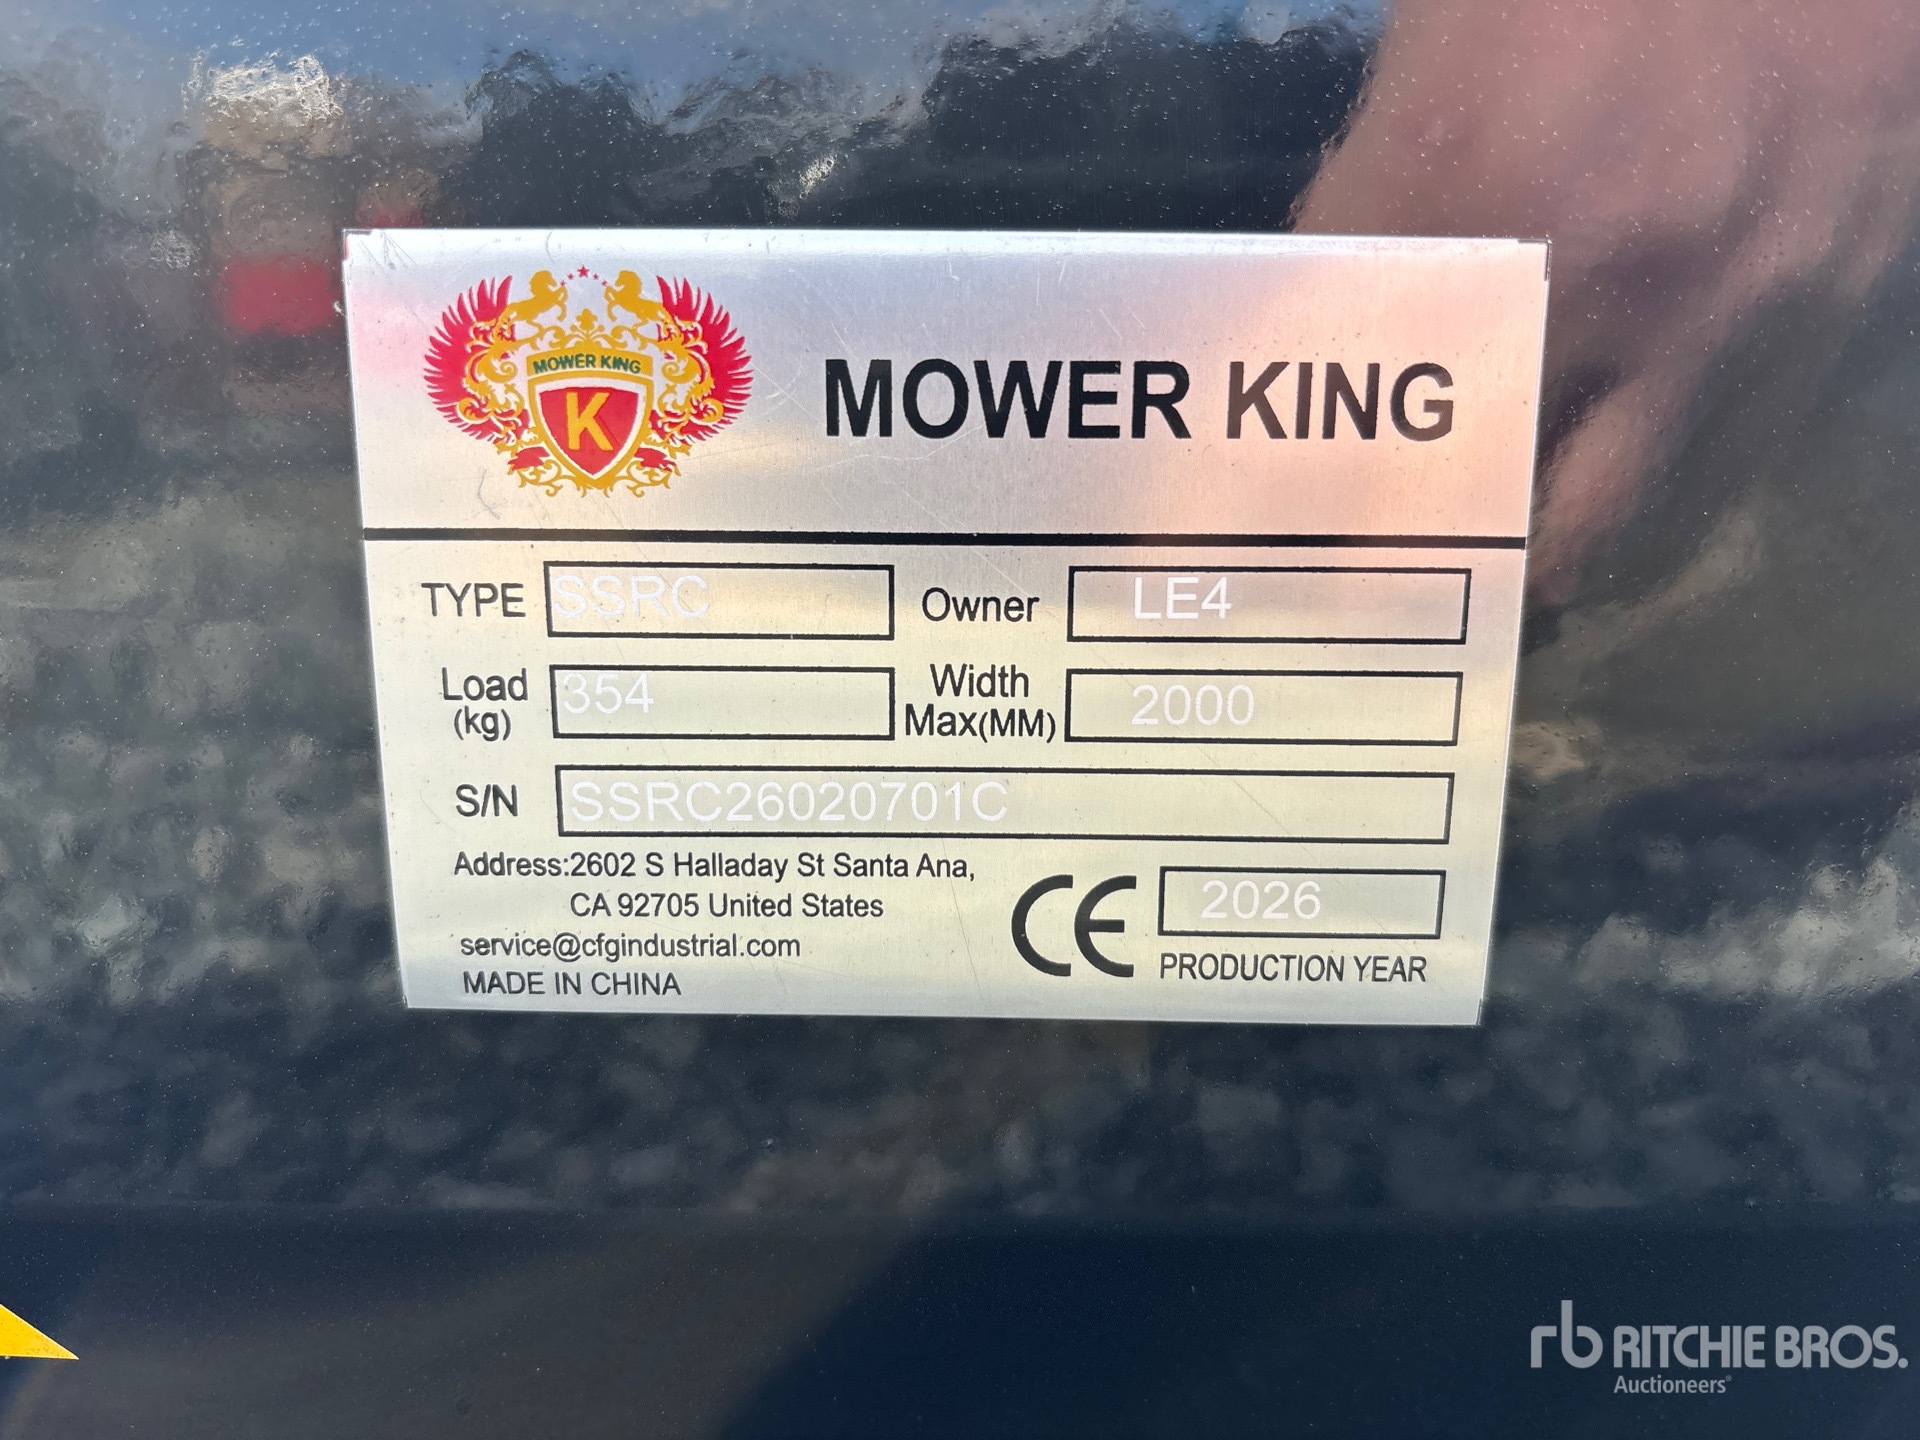 MOWER KING
K
MOWER KING
TYPE SSRC Owner LE4
Load (kg) 354 Width Max(MM) 2000
S/N SSRC26020701C
Address:2602 S Halladay St Santa Ana,
CA 92705 United States
service@cfgindustrial.com
MADE IN CHINA
CE 2026
PRODUCTION YEAR
rb RITCHIE BROS.
Auctioneers